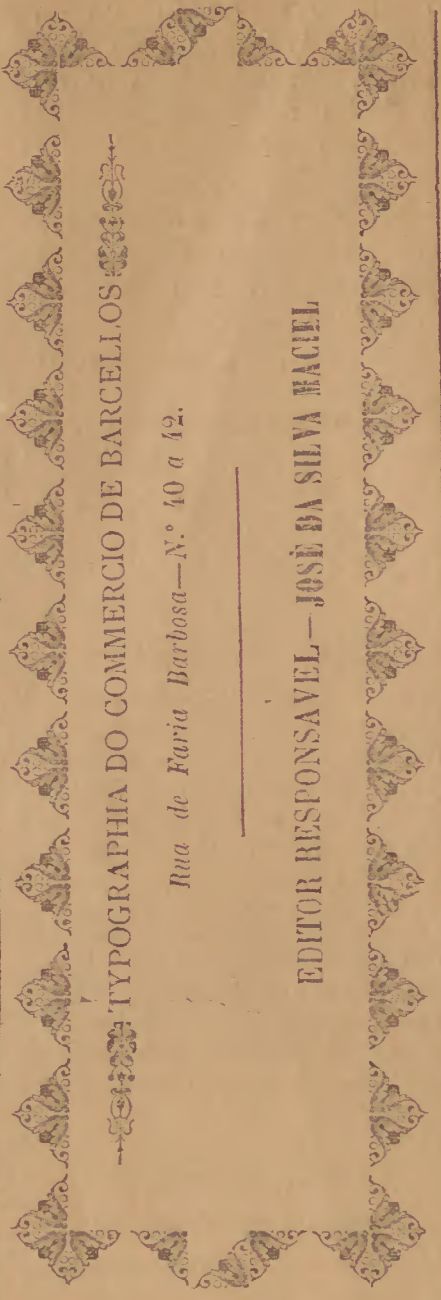 TYPOGRAPHIA DO COMMERCIO DE BARCELLOS
Rua de Faria Barbosa—N.º 40 a 42.
EDITOR RESPONSAVEL—JOSÉ DA SILVA MACIEL